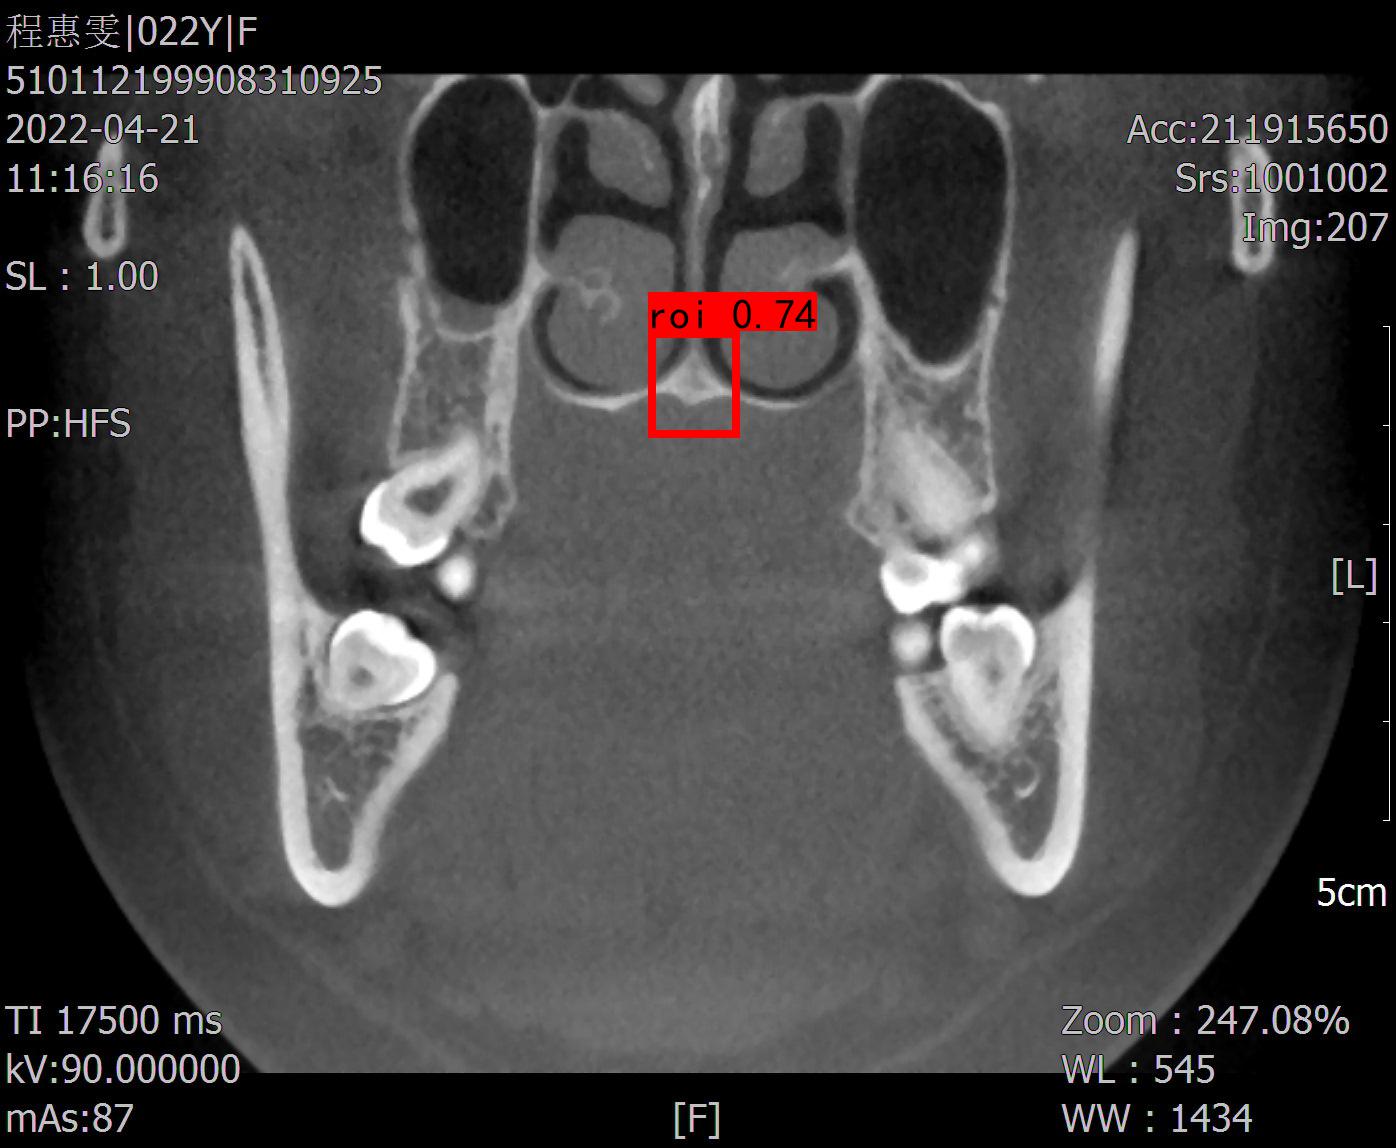 程惠雯|022Y|F
510112199908310925
2022-04-21
11:16:16
SL : 1.00
PP:HFS
Acc:211915650
Srs:1001002
Img:207
roi 0.74
[L]
5cm
TI 17500 ms
kV:90.000000
mAs:87
[F]
Zoom : 247.08%
WL : 545
WW : 1434